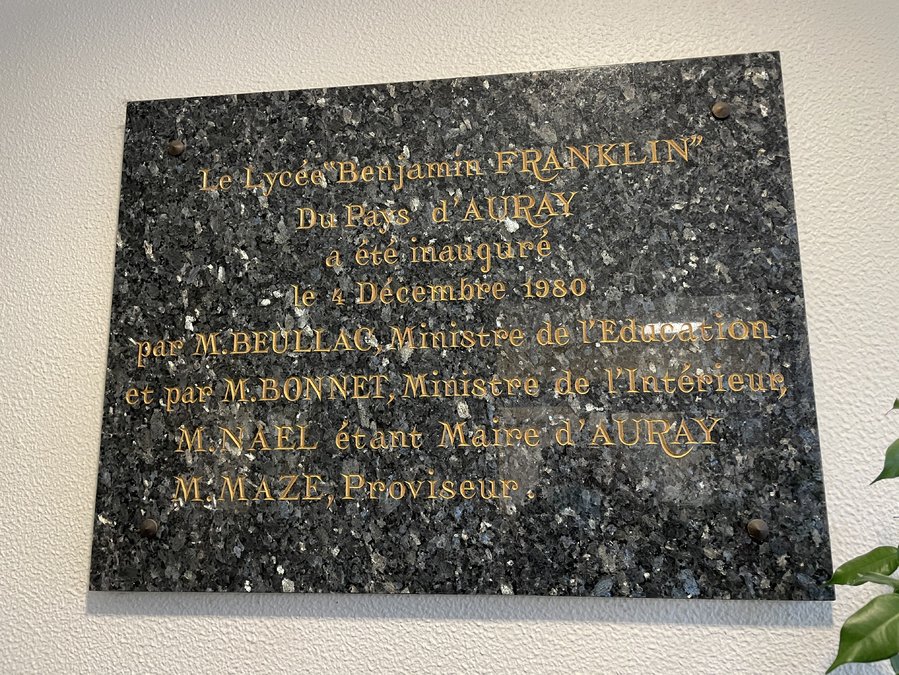 Le Lycée "Benjamin FRANKLIN"
Du Pays d'AURAY
a été inauguré
le 4 Décembre 1980
par M.BEULLAC, Ministre de l'Education
et par M.BONNET, Ministre de l'Intérieur,
M.NAEL étant Maire d'AURAY
M.MAZE, Proviseur.